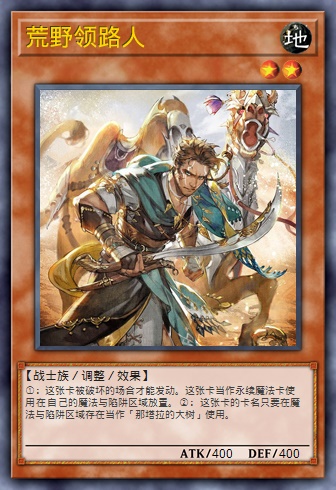 荒野领路人
地
【战士族／调整／效果】
①：这张卡被破坏的场合才能发动。这张卡当作永续魔法卡使
用在自己的魔法与陷阱区域放置。②：这张卡的卡名只要在魔
法与陷阱区域存在当作「那塔拉的大树」使用。
ATK/400 DEF/400